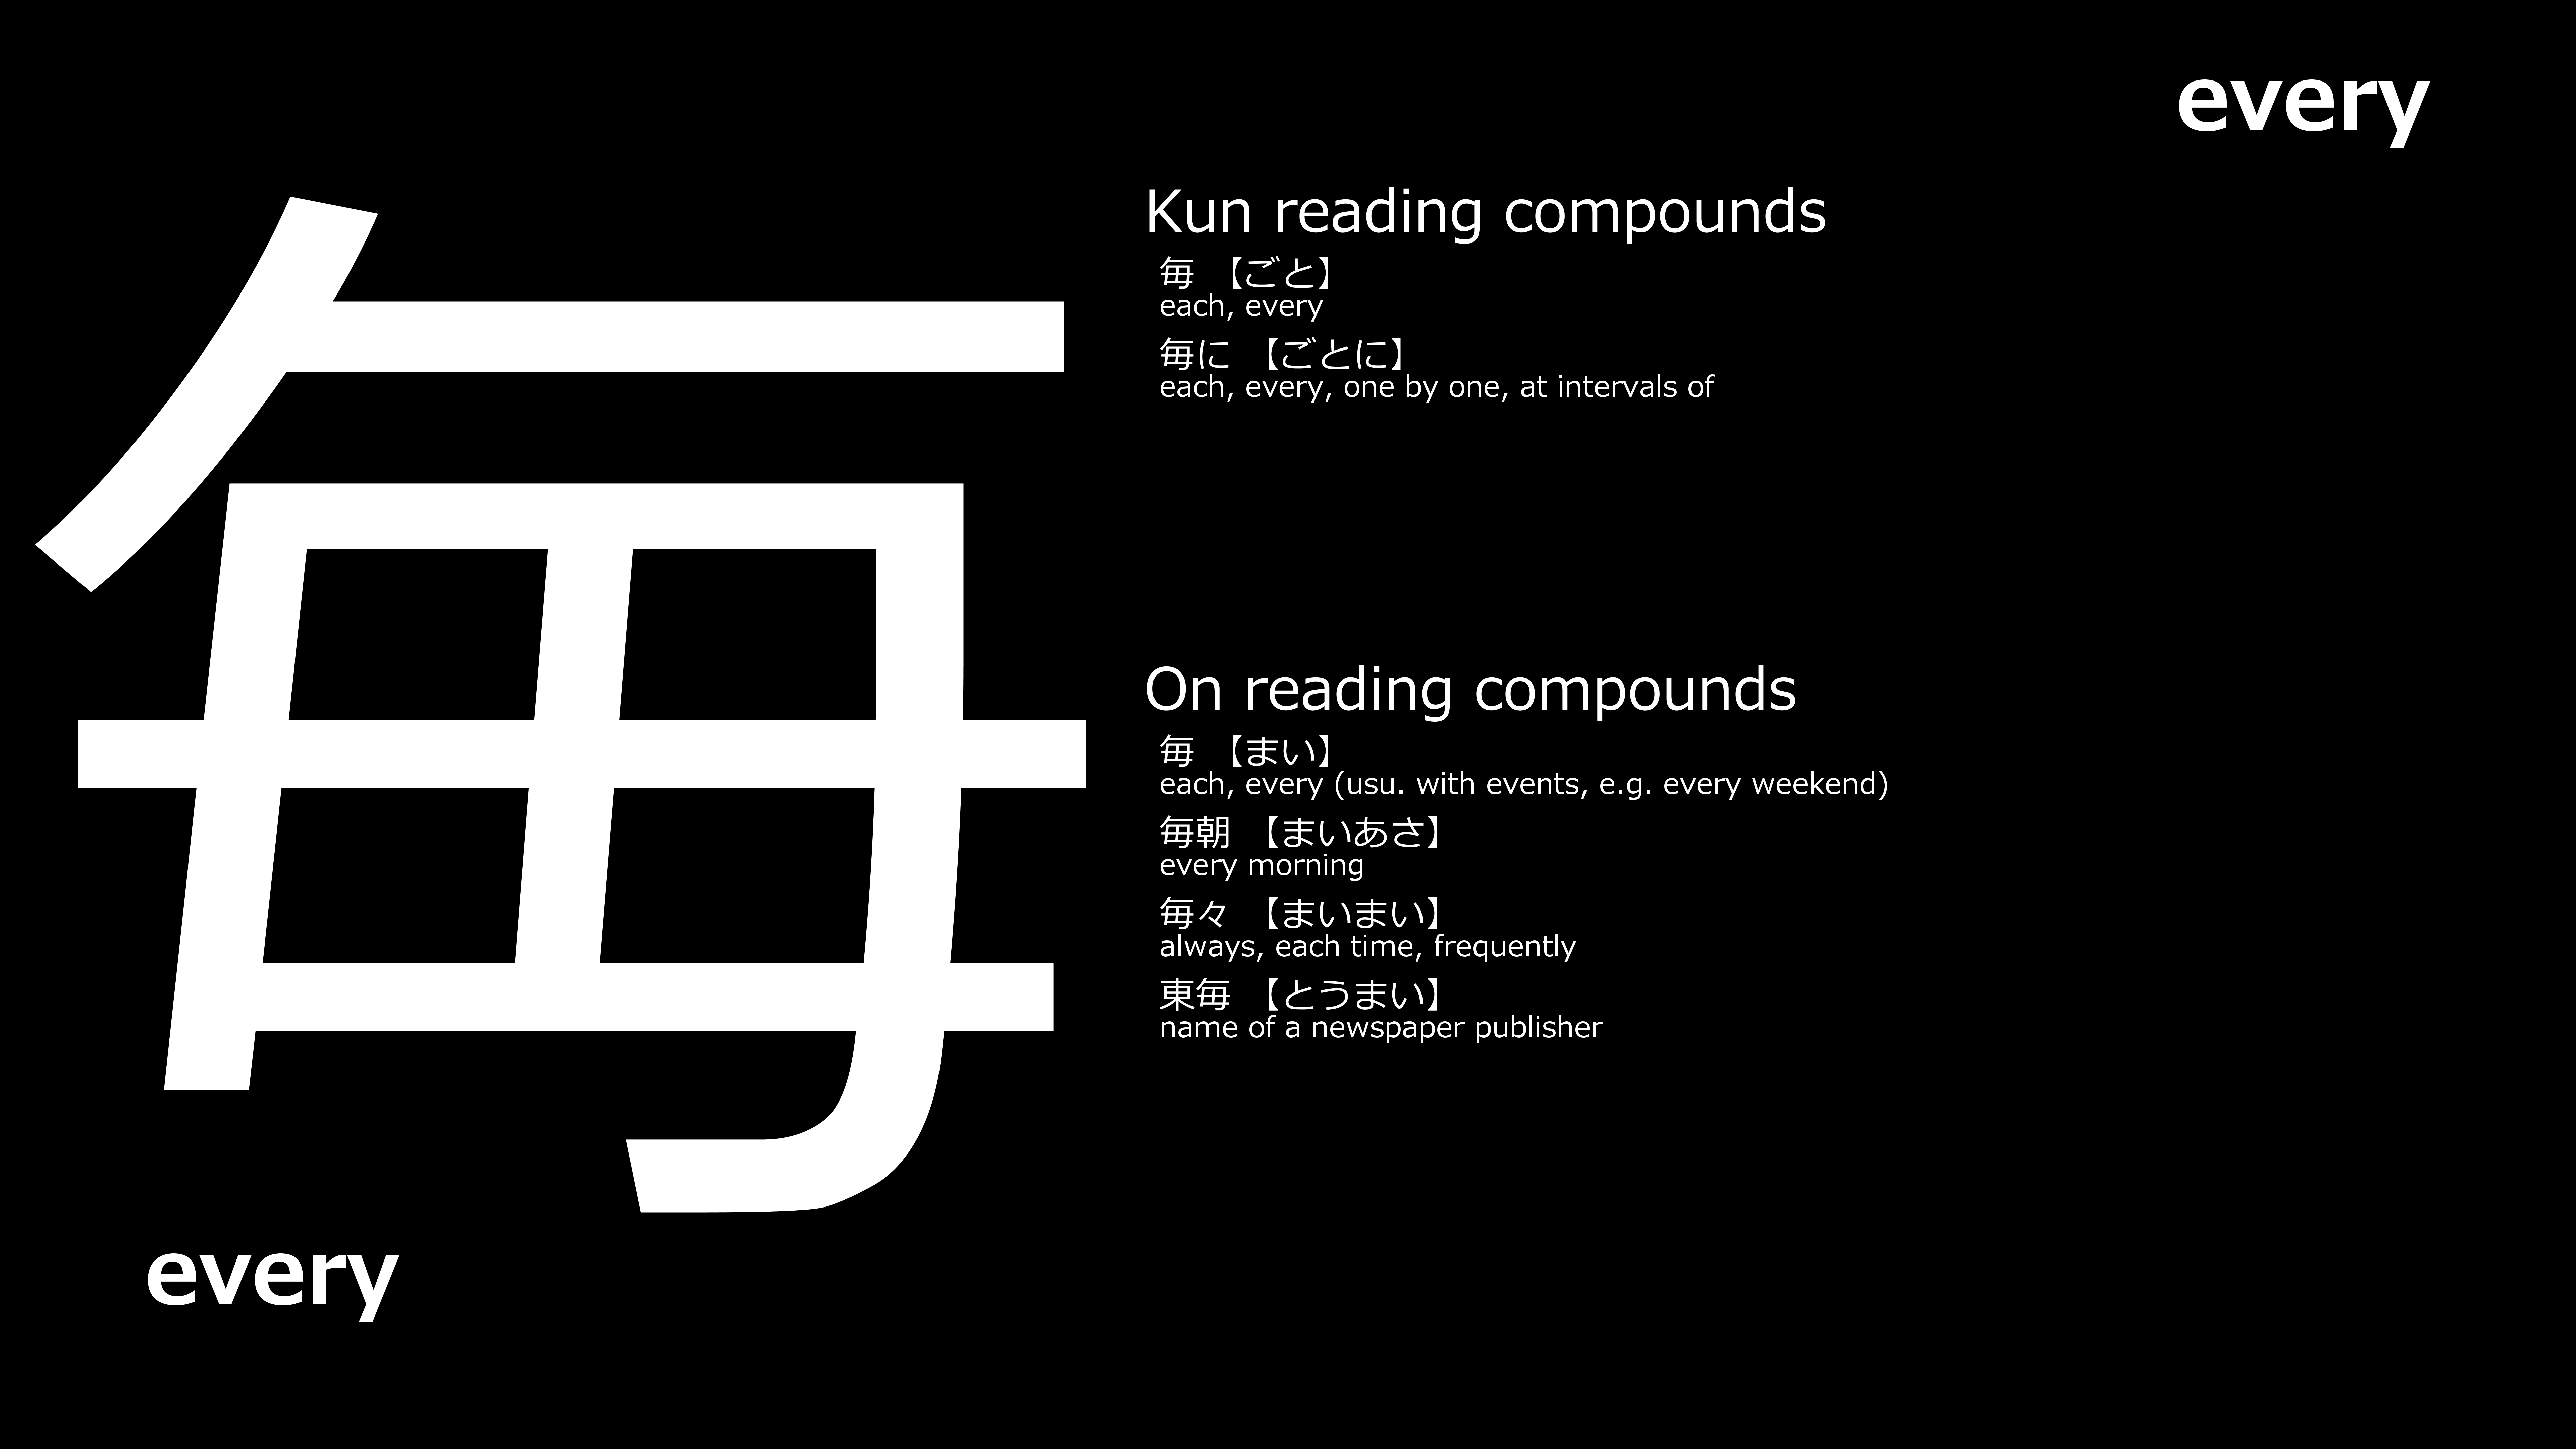 every
毎
Kun reading compounds
毎 【ごと】
each, every
毎に 【ごとに】
each, every, one by one, at intervals of
On reading compounds
毎 【まい】
each, every (usu. with events, e.g. every weekend)
毎朝 【まいあさ】
every morning
毎々 【まいまい】
always, each time, frequently
東毎 【とうまい】
name of a newspaper publisher
every